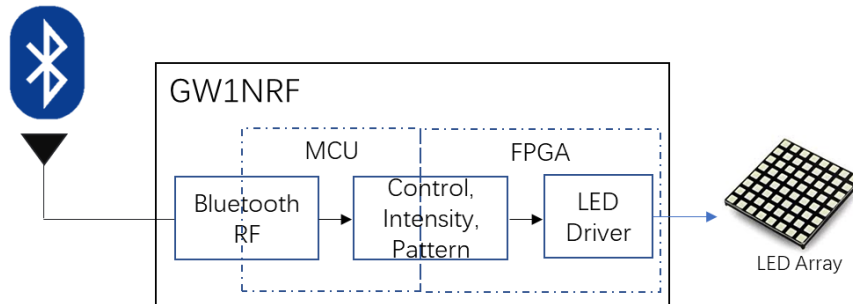 GW1NRF
MCU
FPGA
Bluetooth
RF
Control,
Intensity,
Pattern
LED
Driver
LED Array